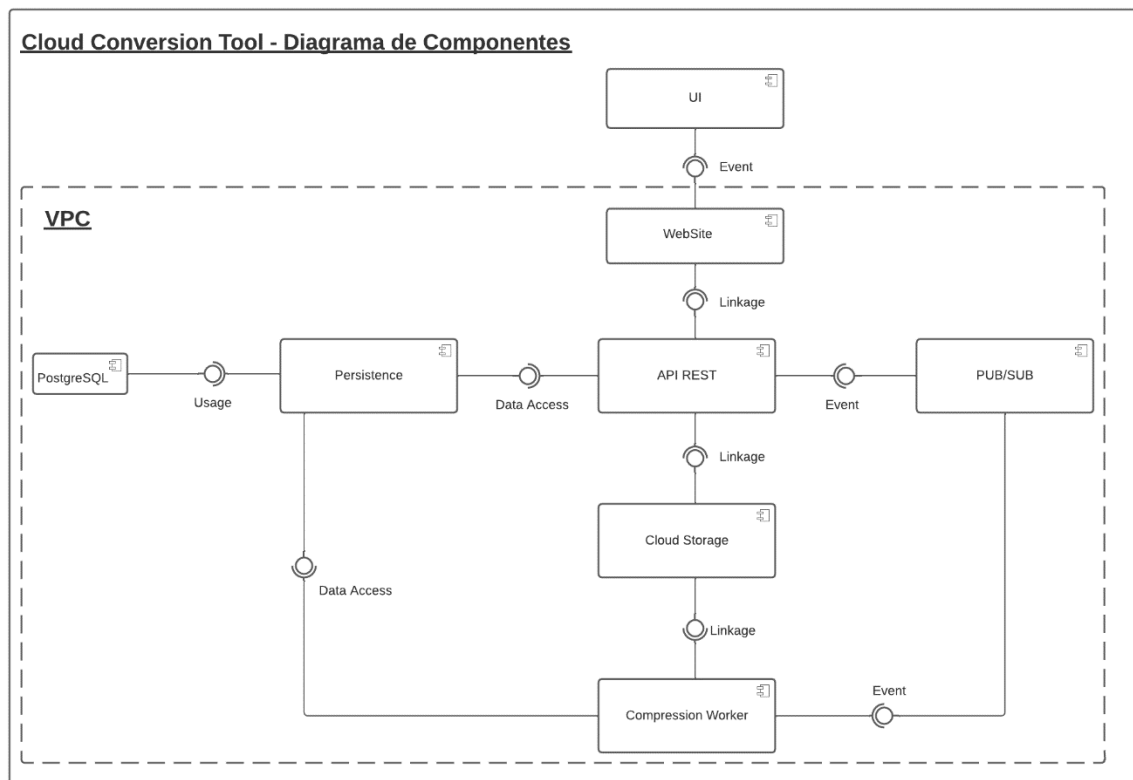 Cloud Conversion Tool - Diagrama de Componentes
UI
Event
VPC
WebSite
Linkage
PostgreSQL
Usage
Persistence
Data Access
API REST
Event
PUB/SUB
Linkage
Cloud Storage
Data Access
Linkage
Compression Worker
Event